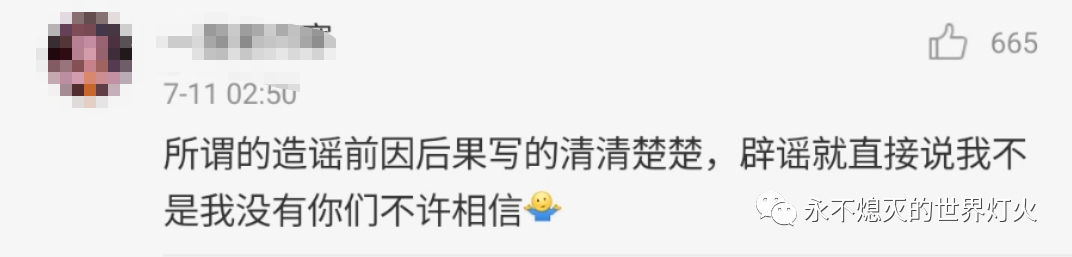 665
7-11 02:50
所谓的造谣前因后果写的清清楚楚，辟谣就直接说我不
是我没有你们不许相信🤷
永不熄灭的世界灯火